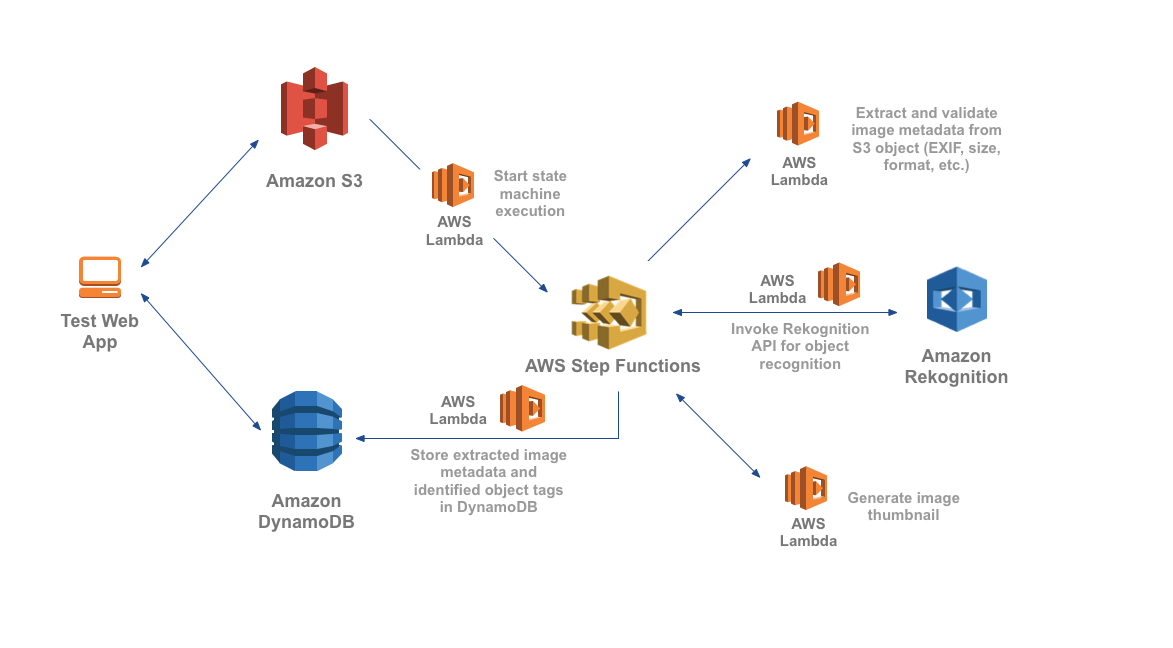 Amazon S3
AWS
Lambda
Start state
machine
execution
AWS
Lambda
Extract and validate
image metadata from
S3 object (EXIF, size,
format, etc.)
Test Web
App
AWS Step Functions
AWS
Lambda
Invoke Rekognition
API for object
recognition
Amazon
Rekognition
AWS
Lambda
Store extracted image
metadata and
identified object tags
in DynamoDB
Amazon
DynamoDB
AWS
Lambda
Generate image
thumbnail